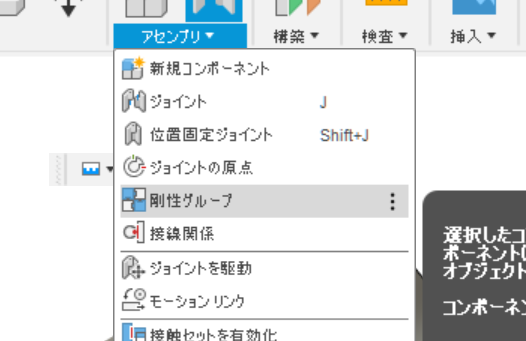 アセンブリ▼
構築▼
検査▼
挿入▼
新規コンポーネント
ジョイント J
位置固定ジョイント Shift+J
ジョイントの原点
剛性グループ
接線関係
ジョイントを駆動
モーション リンク
接触セットを有効化
選択したコ
ポーネント
オブジェクト
コンポーネン